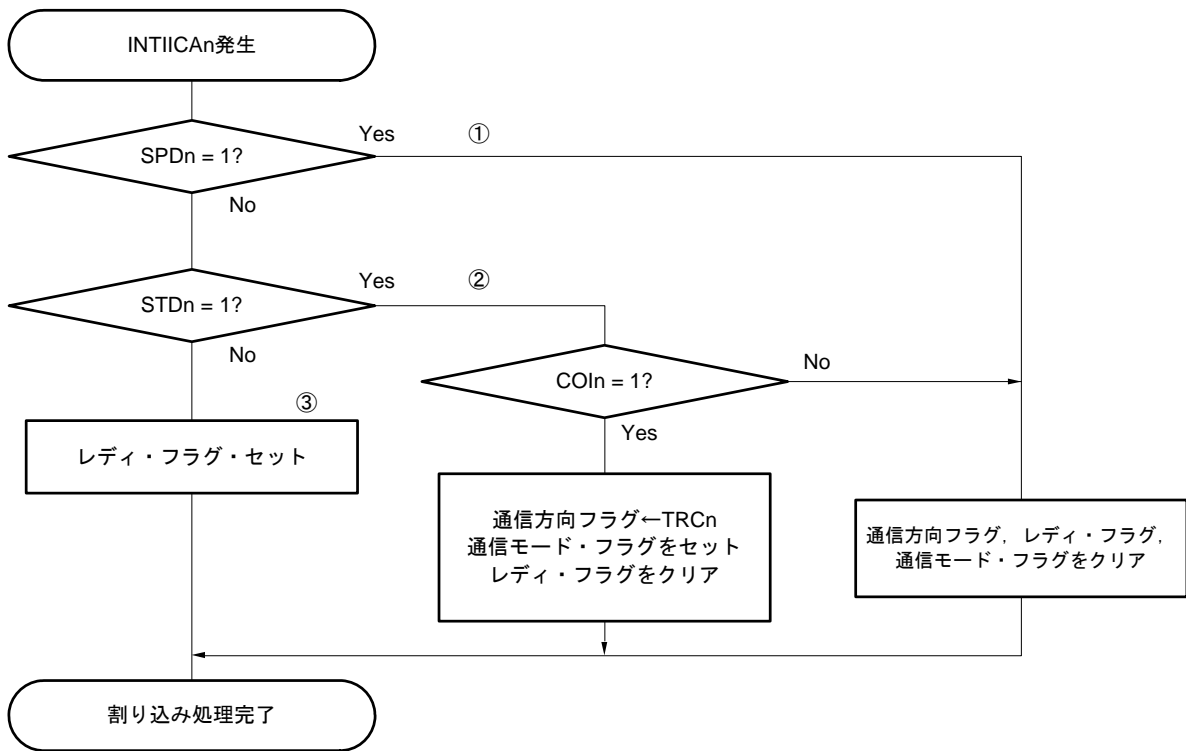 INTIICAn発生
Yes
①
SPDn = 1?
No
Yes
②
STDn = 1?
No
COIn = 1?
No
③
Yes
レディ・フラグ・セット
通信方向フラグ←TRCn
通信モード・フラグをセット
レディ・フラグをクリア
通信方向フラグ，レディ・フラグ，
通信モード・フラグをクリア
割り込み処理完了